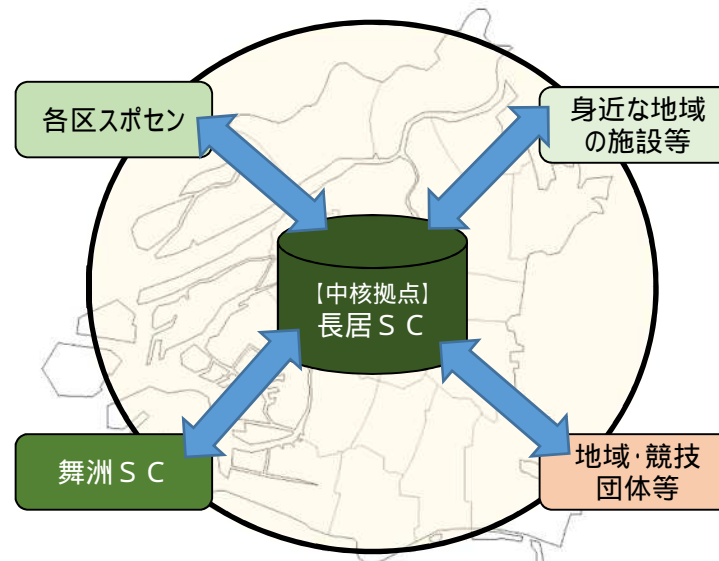 各区スポセン
身近な地域
の施設等
【中核拠点】
長居ＳＣ
舞洲ＳＣ
地域・競技
団体等